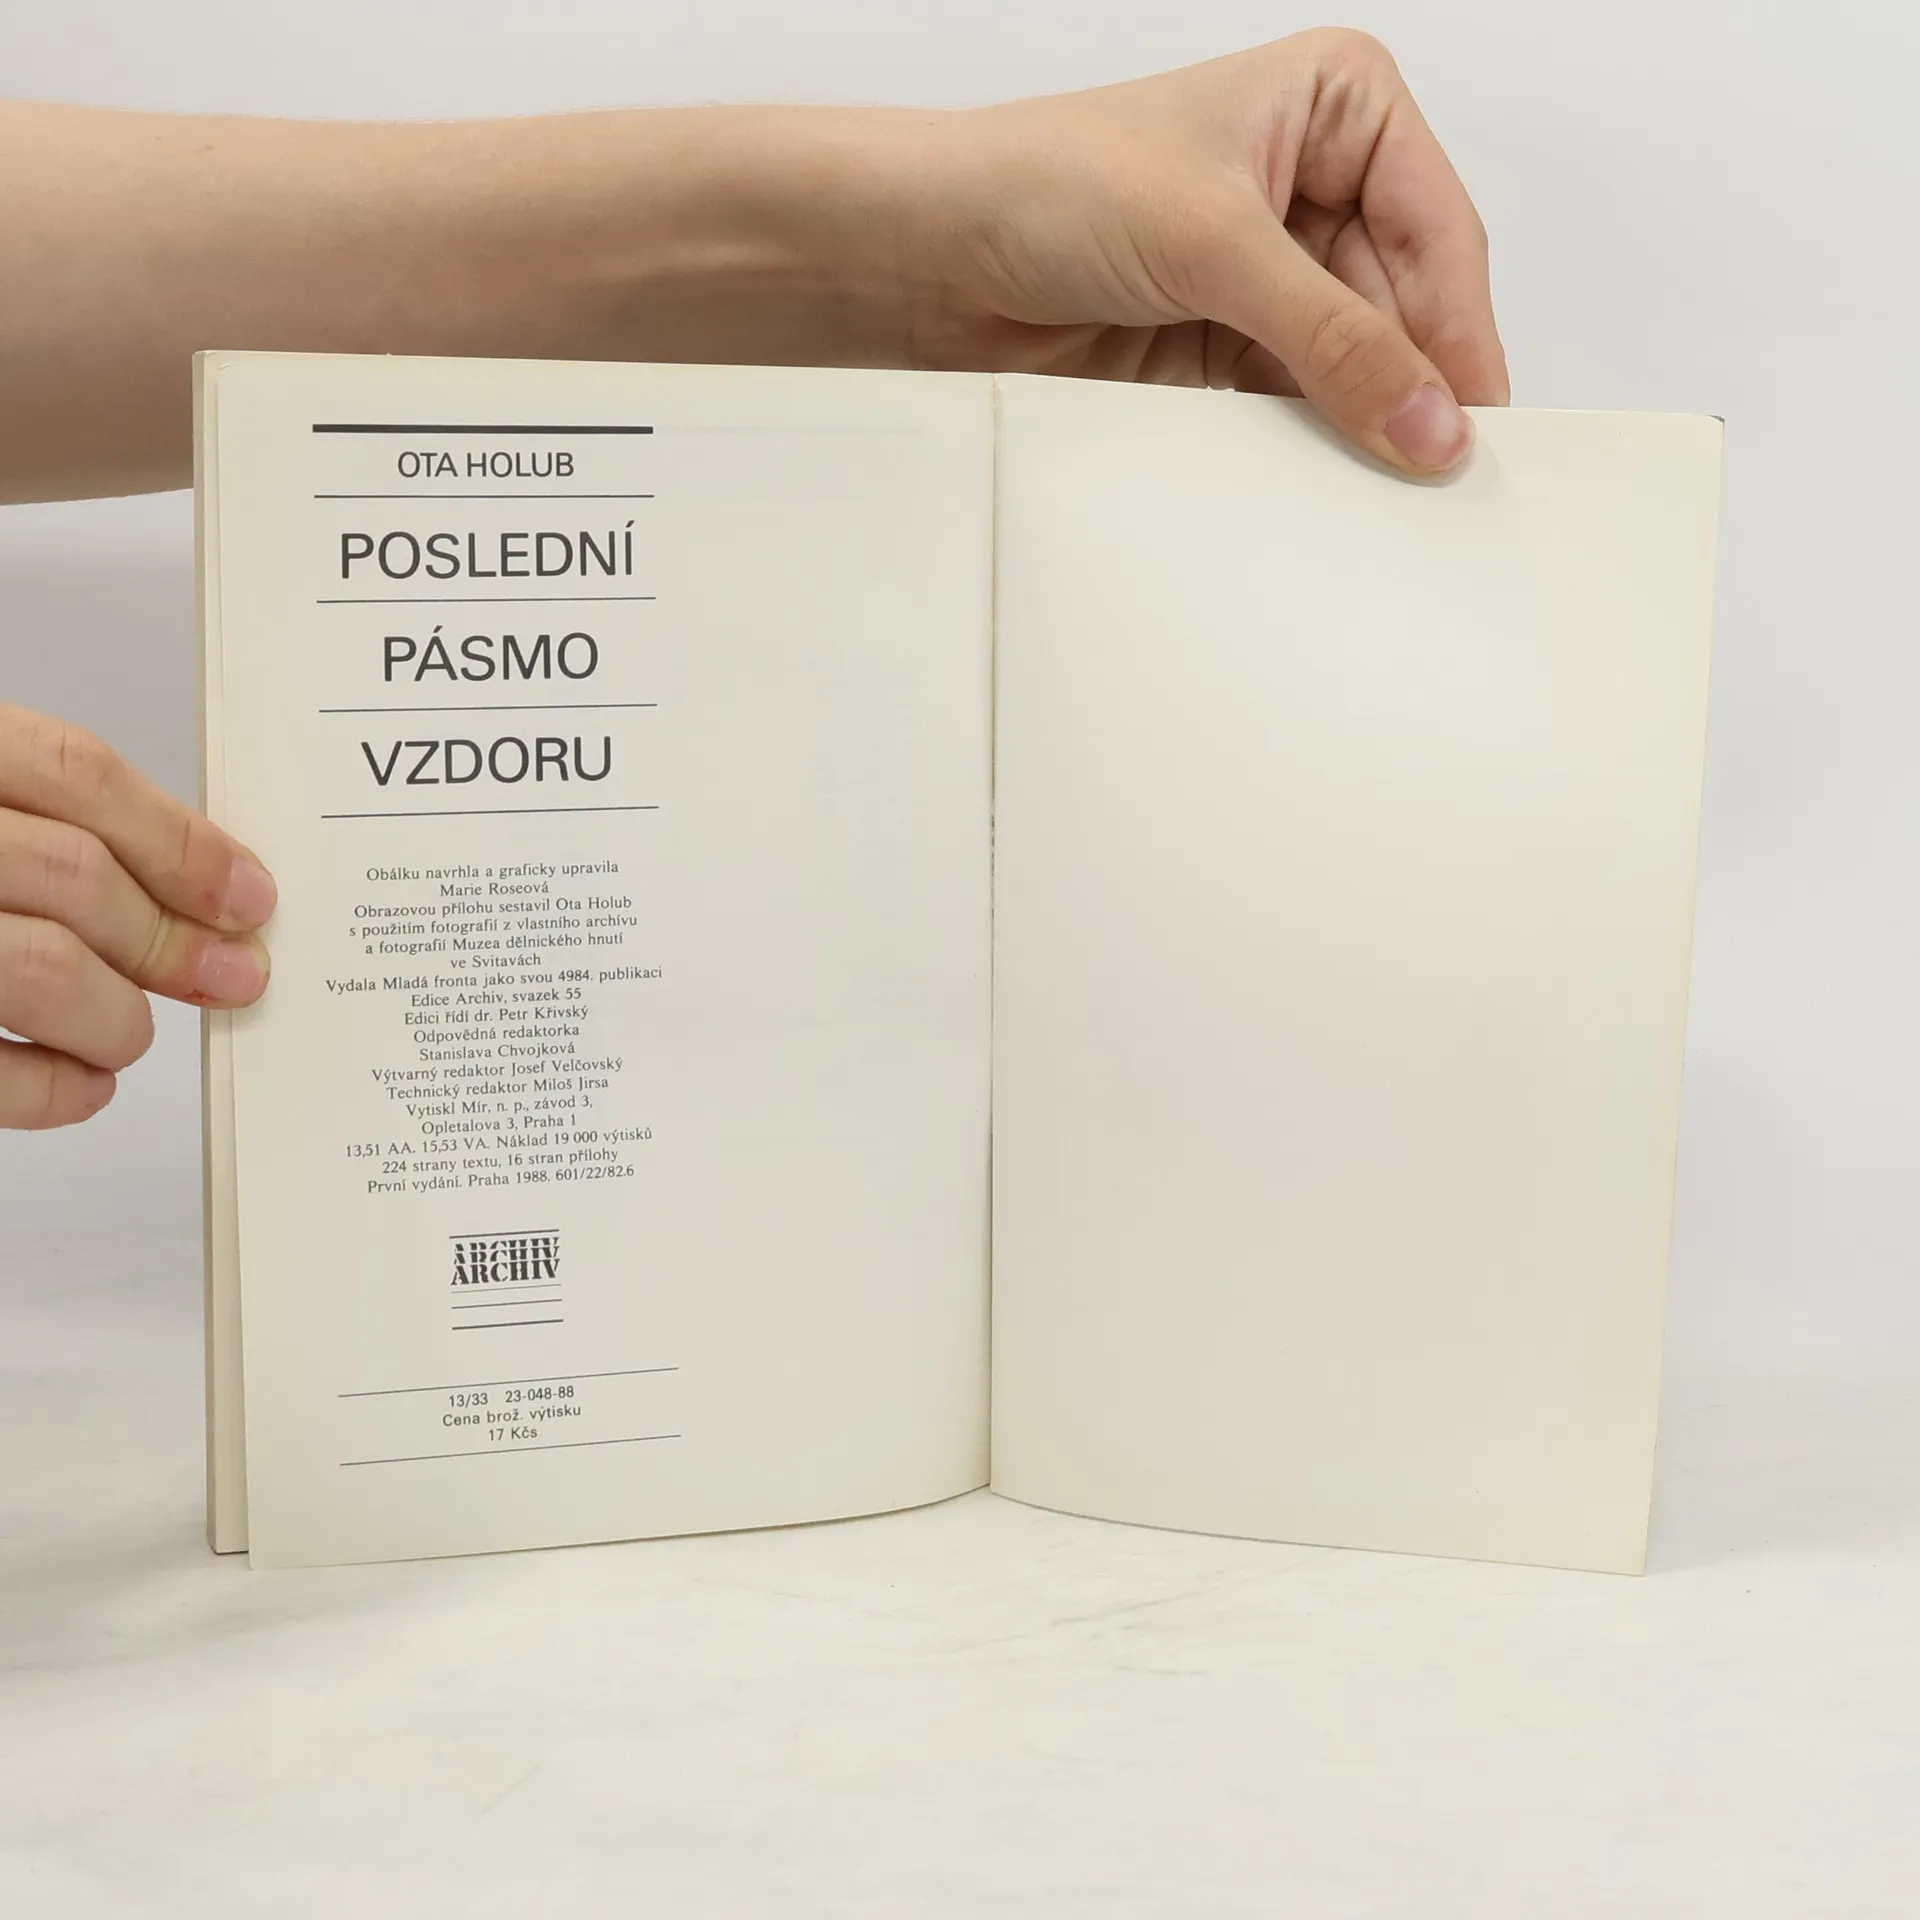 OTA HOLUB
POSLEDNÍ
PÁSMO
VZDORU
Obálku navrhla a graficky upravila
Marie Roseová
Obrazovou přílohu sestavil Ota Holub
s použitím fotografií z vlastního archívu
a fotografií Muzea dělnického hnutí
ve Svitavách
Vydala Mladá fronta jako svou 4984. publikaci
Edice Archiv, svazek 55
Edici řídí dr. Petr Křivský
Odpovědná redaktorka
Stanislava Chvojková
Výtvarný redaktor Josef Velčovský
Technický redaktor Miloš Jirsa
Vytiskl Mír, n. p., závod 3,
Opletalova 3, Praha 1
13,51 AA. 15,53 VA. Náklad 19 000 výtisků
224 strany textu, 16 stran přílohy
První vydání. Praha 1988. 601/22/82.6
ARCHIV
ARCHIV
ARCHIV
13/33 23-048-88
Cena brož. výtisku
17 Kčs